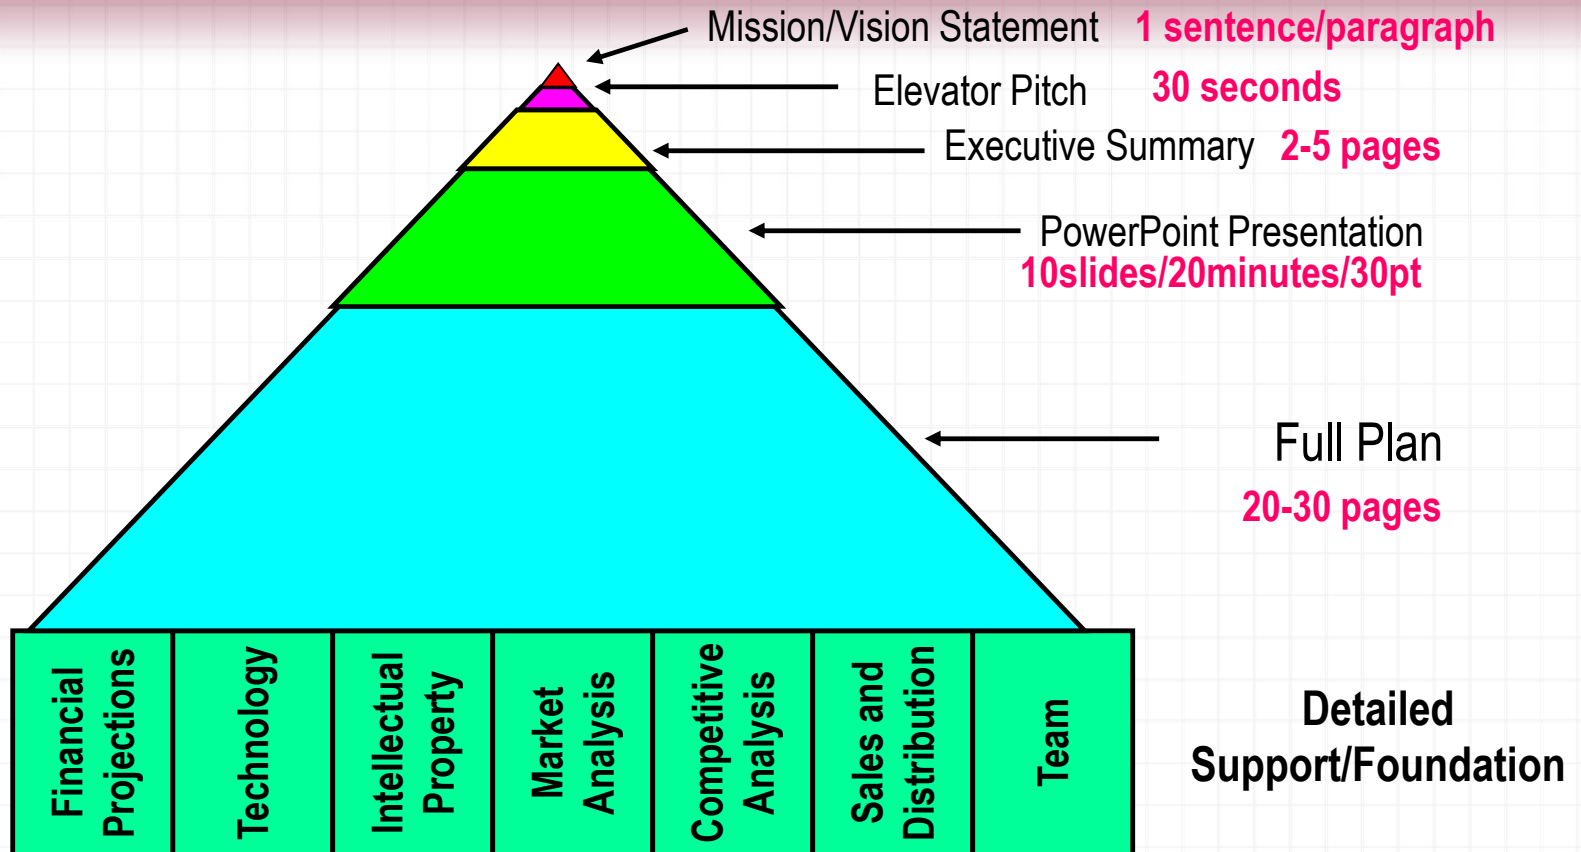 Mission/Vision Statement 1 sentence/paragraph
Elevator Pitch 30 seconds
Executive Summary 2-5 pages
PowerPoint Presentation
10slides/20minutes/30pt
Full Plan
20-30 pages
Financial
Projections
Technology
Intellectual
Property
Market
Analysis
Competitive
Analysis
Sales and
Distribution
Team
Detailed
Support/Foundation